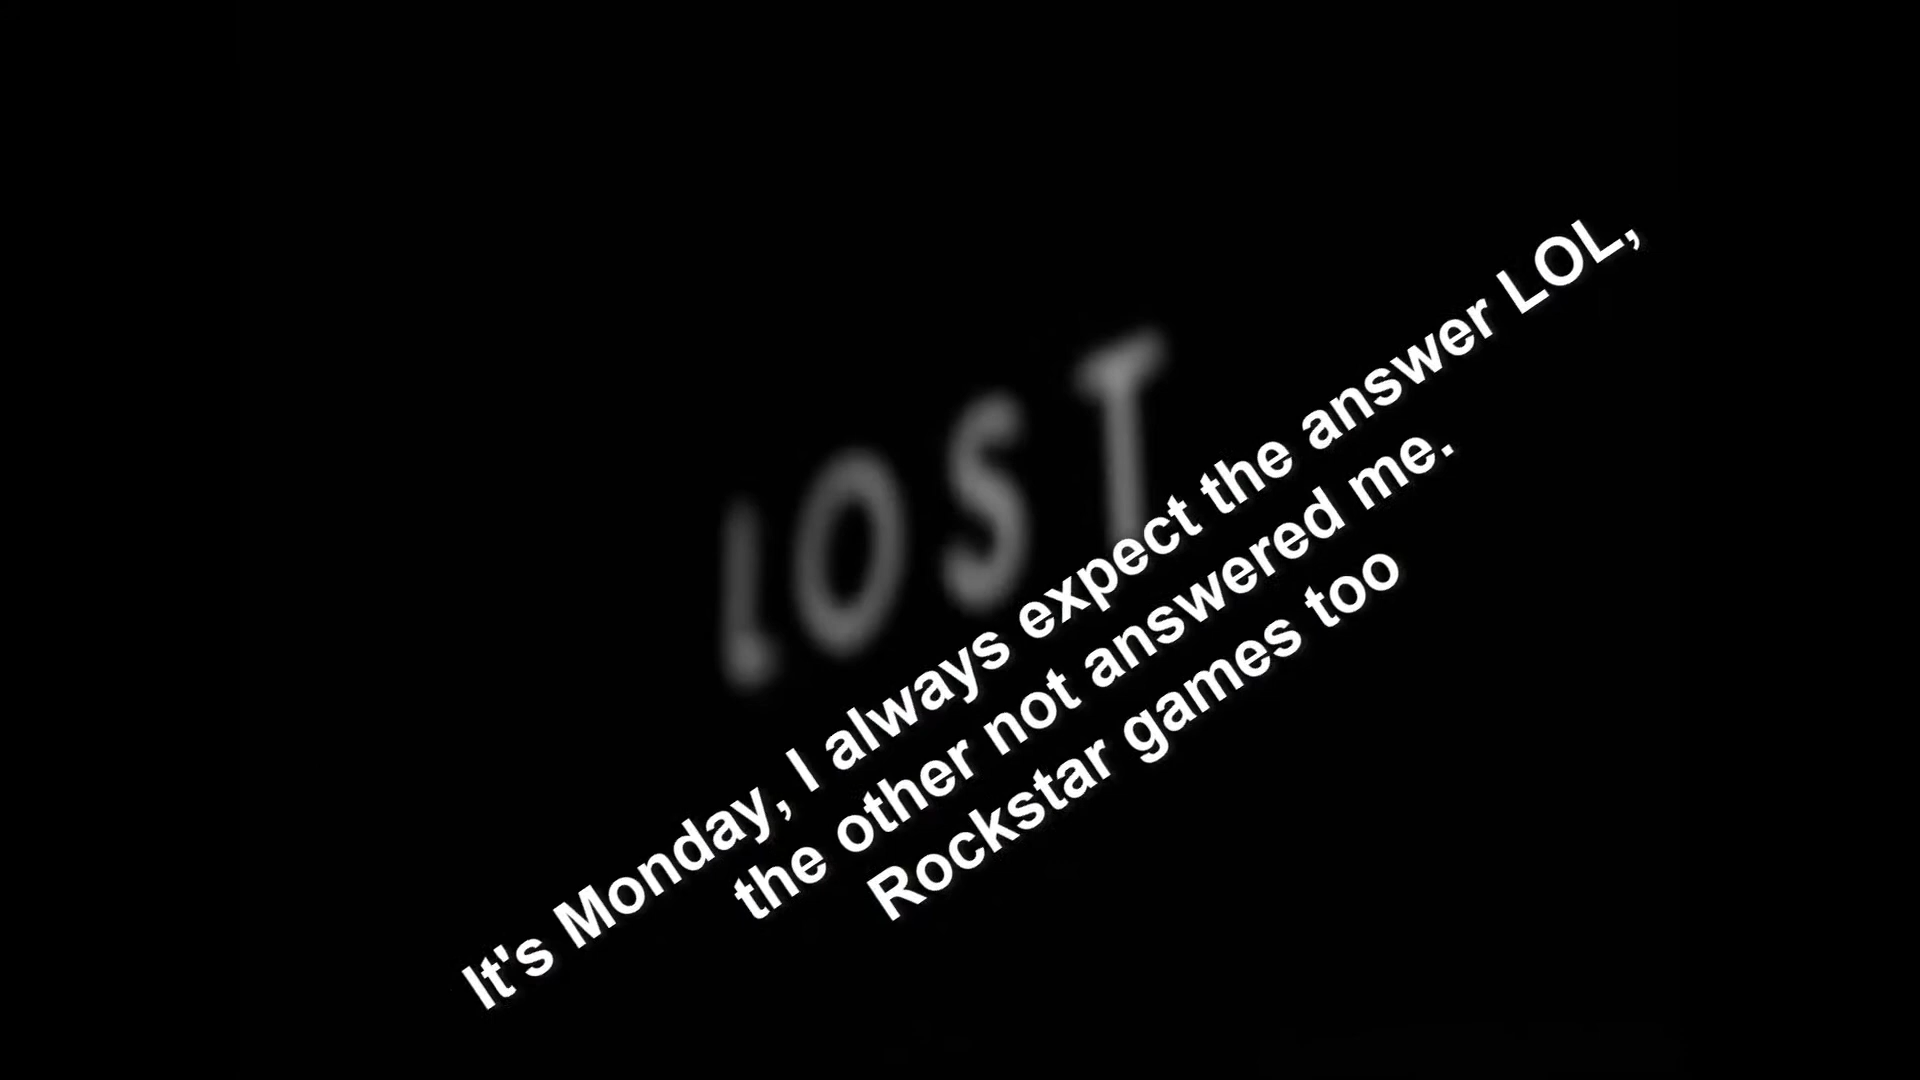 LOST
It's Monday, I always expect the answer LOL,
the other not answered me.
Rockstar games too